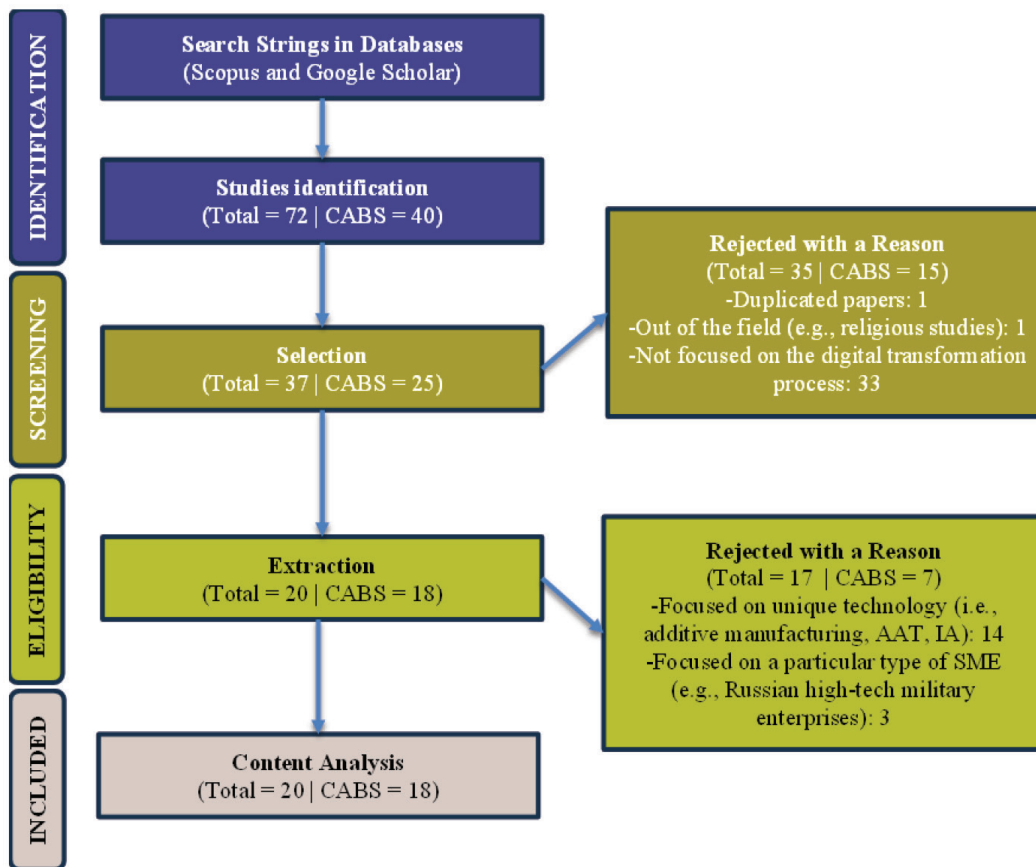 IDENTIFICATION
Search Strings in Databases
(Scopus and Google Scholar)
Studies identification
(Total = 72 | CABS = 40)
SCREENING
Selection
(Total = 37 | CABS = 25)
Rejected with a Reason
(Total = 35 | CABS = 15)
-Duplicated papers: 1
-Out of the field (e.g., religious studies): 1
-Not focused on the digital transformation
process: 33
ELIGIBILITY
Extraction
(Total = 20 | CABS = 18)
Rejected with a Reason
(Total = 17 | CABS = 7)
-Focused on unique technology (i.e.,
additive manufacturing, AAT, IA): 14
-Focused on a particular type of SME
(e.g., Russian high-tech military
enterprises): 3
INCLUDED
Content Analysis
(Total = 20 | CABS = 18)